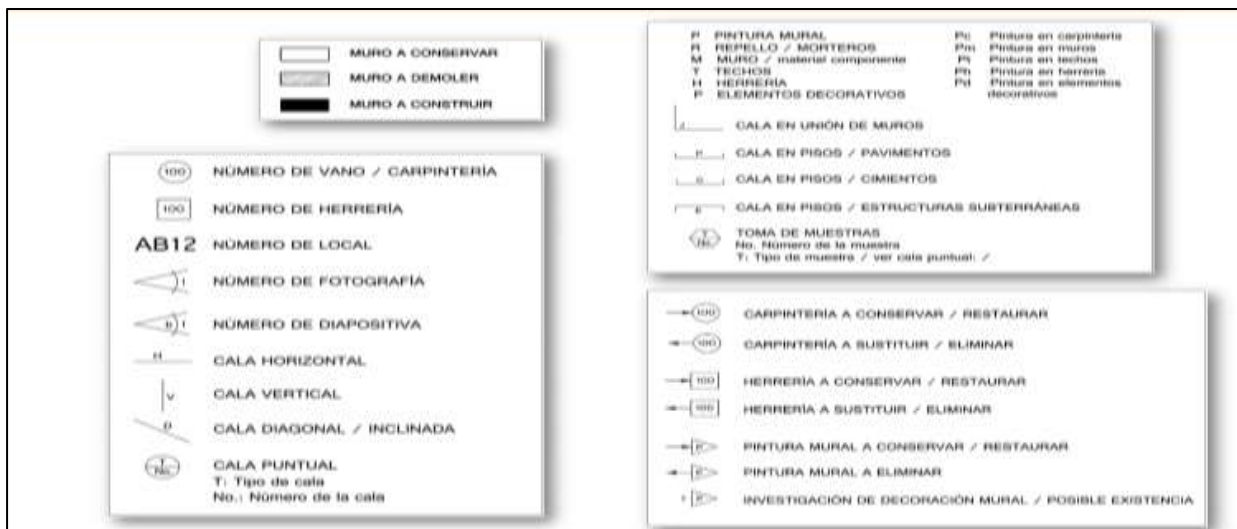 MURO A CONSERVAR
MURO A DEMOLER
MURO A CONSTRUIR
100 NÚMERO DE VANO / CARPINTERÍA
100 NÚMERO DE HERRERÍA
AB12 NÚMERO DE LOCAL
1 NÚMERO DE FOTOGRAFÍA
D 1 NÚMERO DE DIAPOSITIVA
H CALA HORIZONTAL
V CALA VERTICAL
D CALA DIAGONAL / INCLINADA
T No. CALA PUNTUAL
T: Tipo de cala
No.: Número de la cala
P PINTURA MURAL
R REPELLO / MORTEROS
M MURO / material componente
T TECHOS
H HERRERÍA
P ELEMENTOS DECORATIVOS
Pc Pintura en carpintería
Pm Pintura en muros
Pt Pintura en techos
Ph Pintura en herrería
Pd Pintura en elementos
decorativos
CALA EN UNIÓN DE MUROS
P CALA EN PISOS / PAVIMENTOS
CALA EN PISOS / CIMIENTOS
E CALA EN PISOS / ESTRUCTURAS SUBTERRÁNEAS
T No. TOMA DE MUESTRAS
No. Número de la muestra
T: Tipo de muestra / ver cala puntual: /
100 CARPINTERÍA A CONSERVAR / RESTAURAR
100 CARPINTERÍA A SUSTITUIR / ELIMINAR
100 HERRERÍA A CONSERVAR / RESTAURAR
100 HERRERÍA A SUSTITUIR / ELIMINAR
P PINTURA MURAL A CONSERVAR / RESTAURAR
P PINTURA MURAL A ELIMINAR
P INVESTIGACIÓN DE DECORACIÓN MURAL / POSIBLE EXISTENCIA